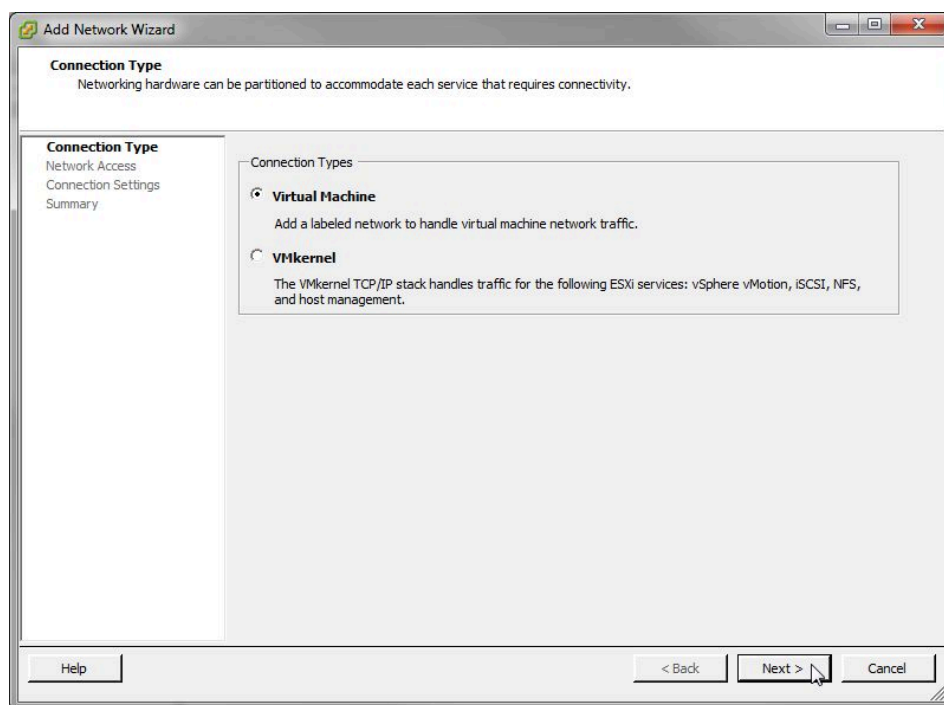 Add Network Wizard
Connection Type
Networking hardware can be partitioned to accommodate each service that requires connectivity.
Connection Type
Network Access
Connection Settings
Summary
Connection Types
Virtual Machine
Add a labeled network to handle virtual machine network traffic.
VMkernel
The VMkernel TCP/IP stack handles traffic for the following ESXi services: vSphere vMotion, iSCSI, NFS,
and host management.
Help
< Back
Next >
Cancel